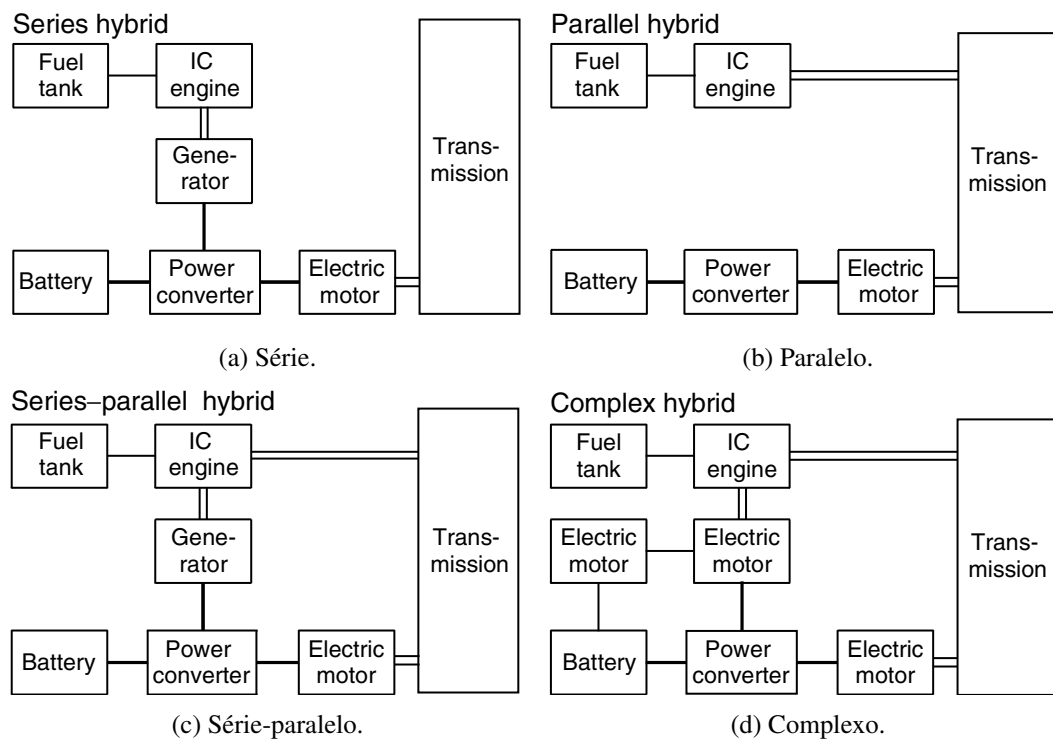 Series hybrid
Fuel
tank
IC
engine
Gene-
rator
Battery
Power
converter
Electric
motor
Trans-
mission
(a) Série.
Parallel hybrid
Fuel
tank
IC
engine
Battery
Power
converter
Electric
motor
Trans-
mission
(b) Paralelo.
Series–parallel hybrid
Fuel
tank
IC
engine
Gene-
rator
Battery
Power
converter
Electric
motor
Trans-
mission
(c) Série-paralelo.
Complex hybrid
Fuel
tank
IC
engine
Electric
motor
Electric
motor
Battery
Power
converter
Electric
motor
Trans-
mission
(d) Complexo.